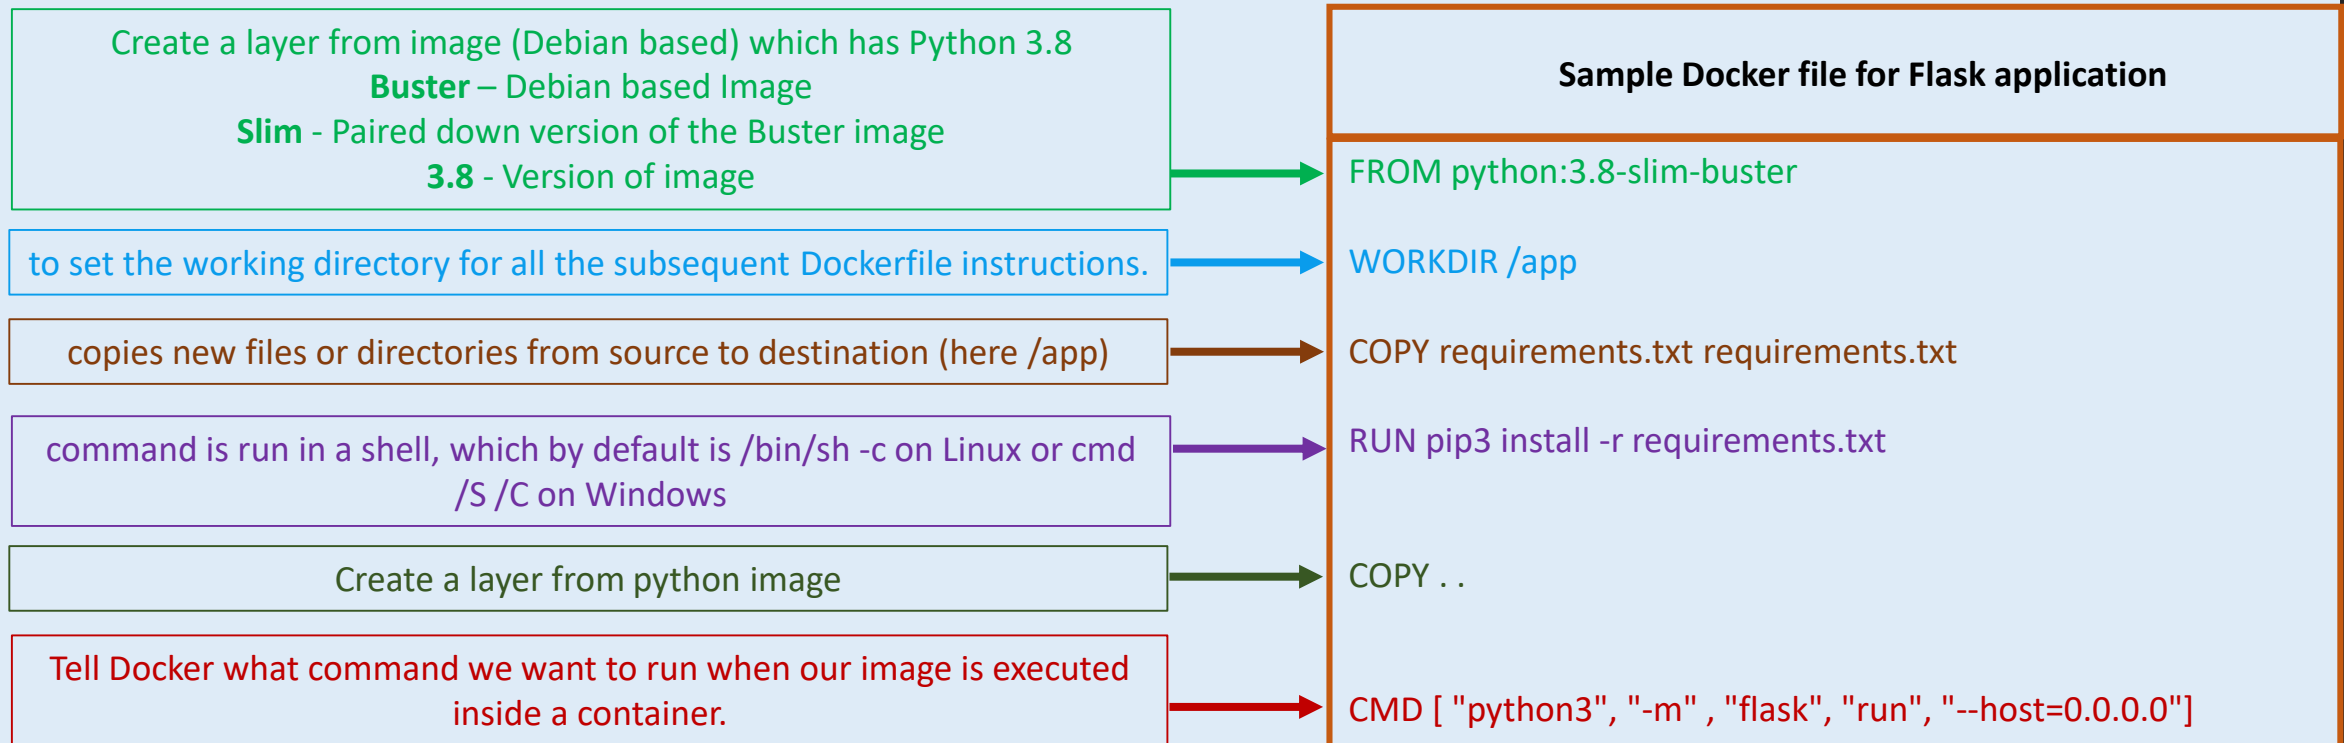 Create a layer from image (Debian based) which has Python 3.8
Buster – Debian based Image
Slim - Paired down version of the Buster image
3.8 - Version of image
to set the working directory for all the subsequent Dockerfile instructions.
copies new files or directories from source to destination (here /app)
command is run in a shell, which by default is /bin/sh -c on Linux or cmd
/S /C on Windows
Create a layer from python image
Tell Docker what command we want to run when our image is executed
inside a container.
Sample Docker file for Flask application
FROM python:3.8-slim-buster
WORKDIR /app
COPY requirements.txt requirements.txt
RUN pip3 install -r requirements.txt
COPY . .
CMD [ "python3", "-m" , "flask", "run", "--host=0.0.0.0"]